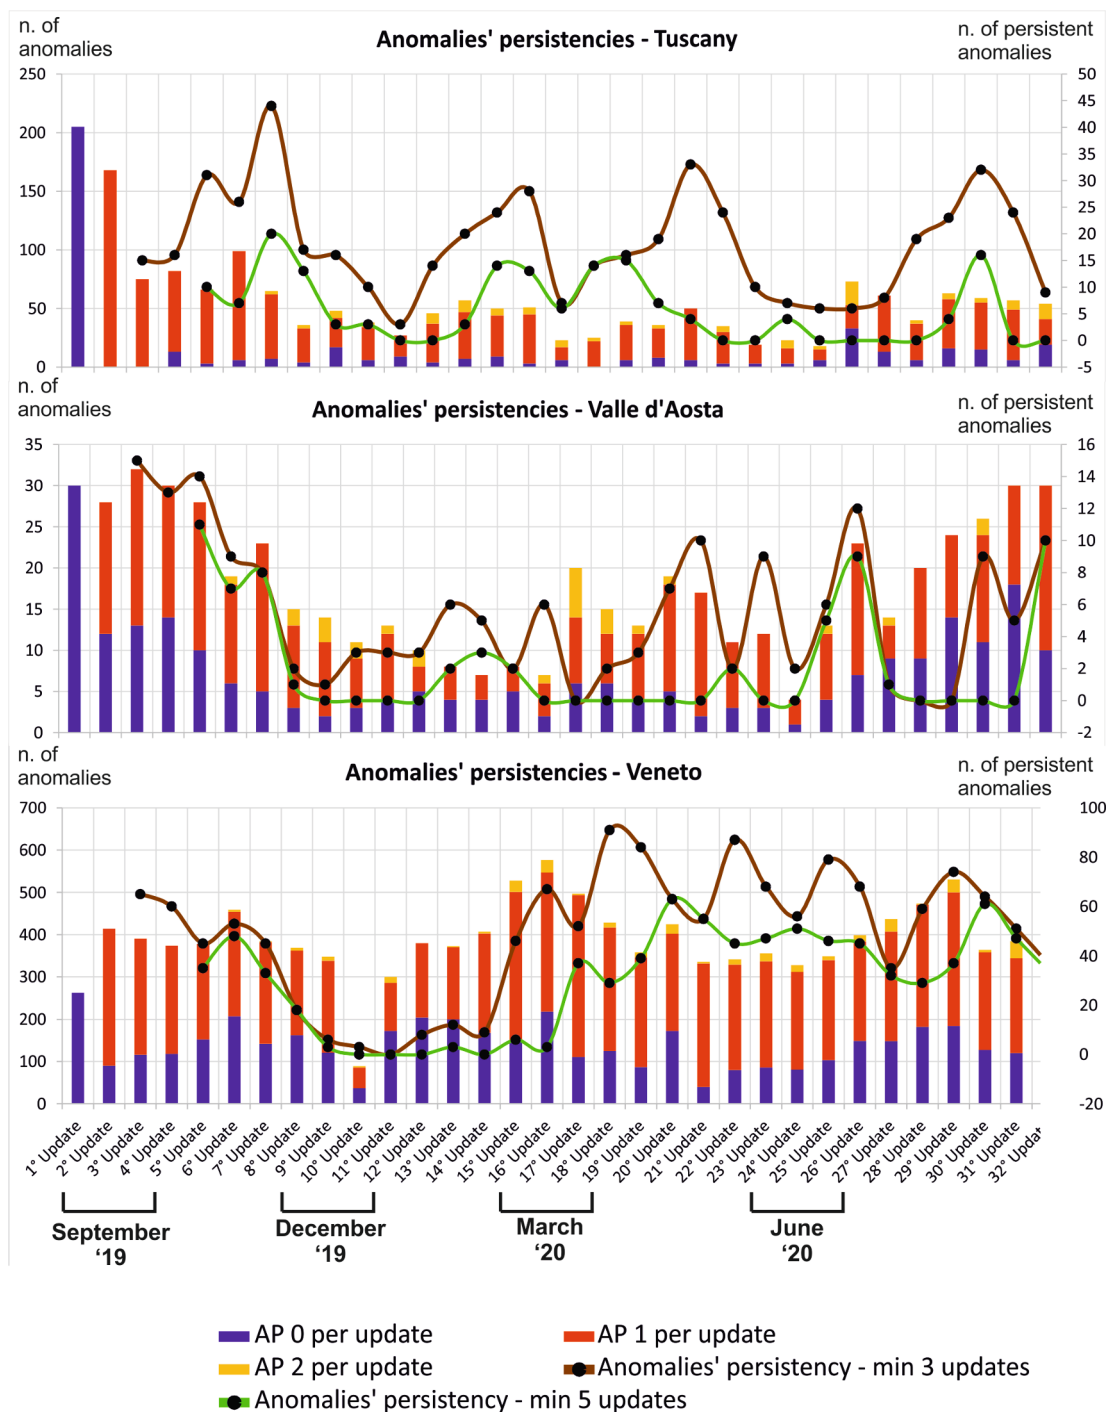 n. of
anomalies
Anomalies' persistencies - Tuscany
n. of persistent
anomalies
250
200
150
100
50
0
50
45
40
35
30
25
20
15
10
5
0
-5
n. of
anomalies
Anomalies' persistencies - Valle d'Aosta
n. of persistent
anomalies
35
30
25
20
15
10
5
0
16
14
12
10
8
6
4
2
0
-2
n. of
anomalies
Anomalies' persistencies - Veneto
n. of persistent
anomalies
700
600
500
400
300
200
100
0
100
80
60
40
20
0
-20
1° Update
2° Update
3° Update
4° Update
5° Update
6° Update
7° Update
8° Update
9° Update
10° Update
11° Update
12° Update
13° Update
14° Update
15° Update
16° Update
17° Update
18° Update
19° Update
20° Update
21° Update
22° Update
23° Update
24° Update
25° Update
26° Update
27° Update
28° Update
29° Update
30° Update
31° Update
32° Updat
September
'19
December
'19
March
'20
June
'20
AP 0 per update
AP 1 per update
AP 2 per update
Anomalies' persistency - min 3 updates
Anomalies' persistency - min 5 updates